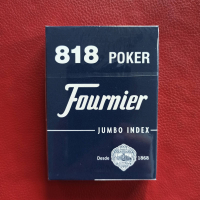 818 POKER
Fournier
JUMBO INDEX
Desde 1868